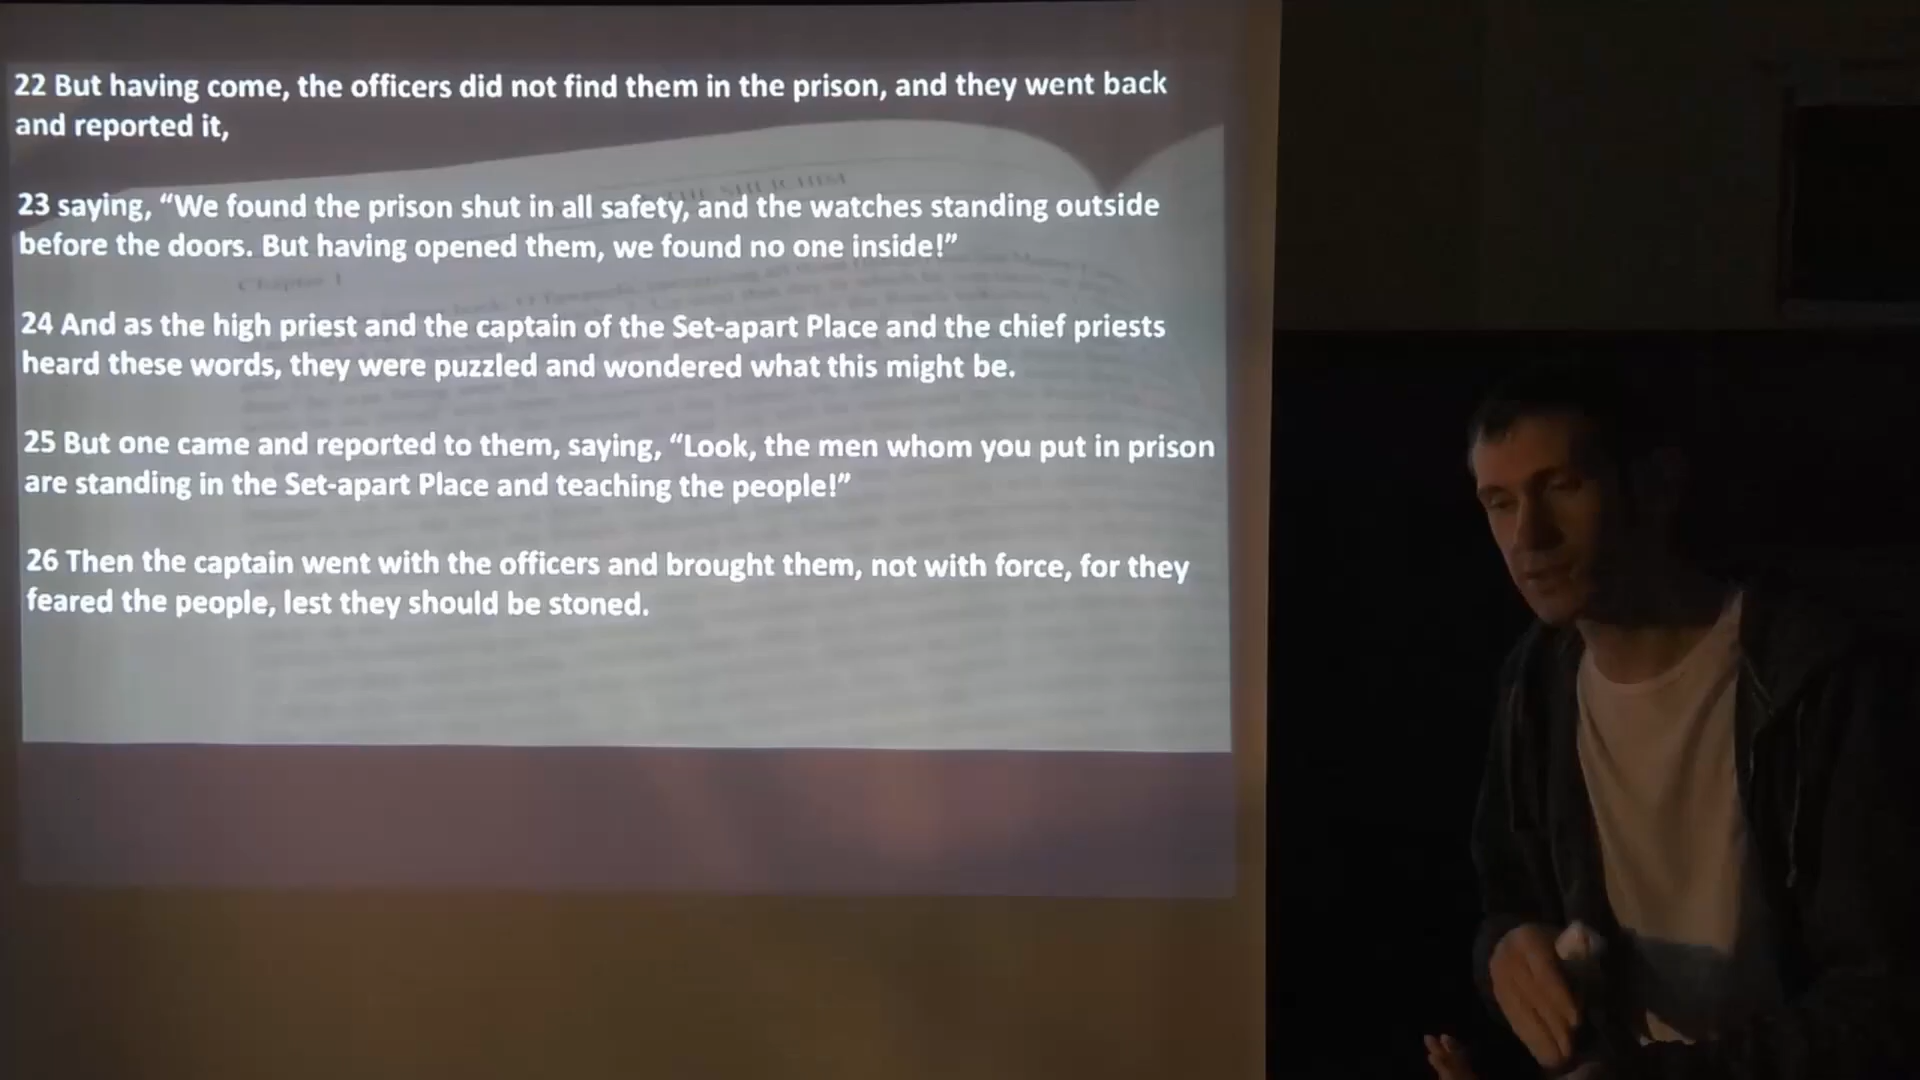 22 But having come, the officers did not find them in the prison, and they went back
and reported it,
23 saying, “We found the prison shut in all safety, and the watches standing outside
before the doors. But having opened them, we found no one inside!”
24 And as the high priest and the captain of the Set-apart Place and the chief priests
heard these words, they were puzzled and wondered what this might be.
25 But one came and reported to them, saying, “Look, the men whom you put in prison
are standing in the Set-apart Place and teaching the people!”
26 Then the captain went with the officers and brought them, not with force, for they
feared the people, lest they should be stoned.
Chapter 1